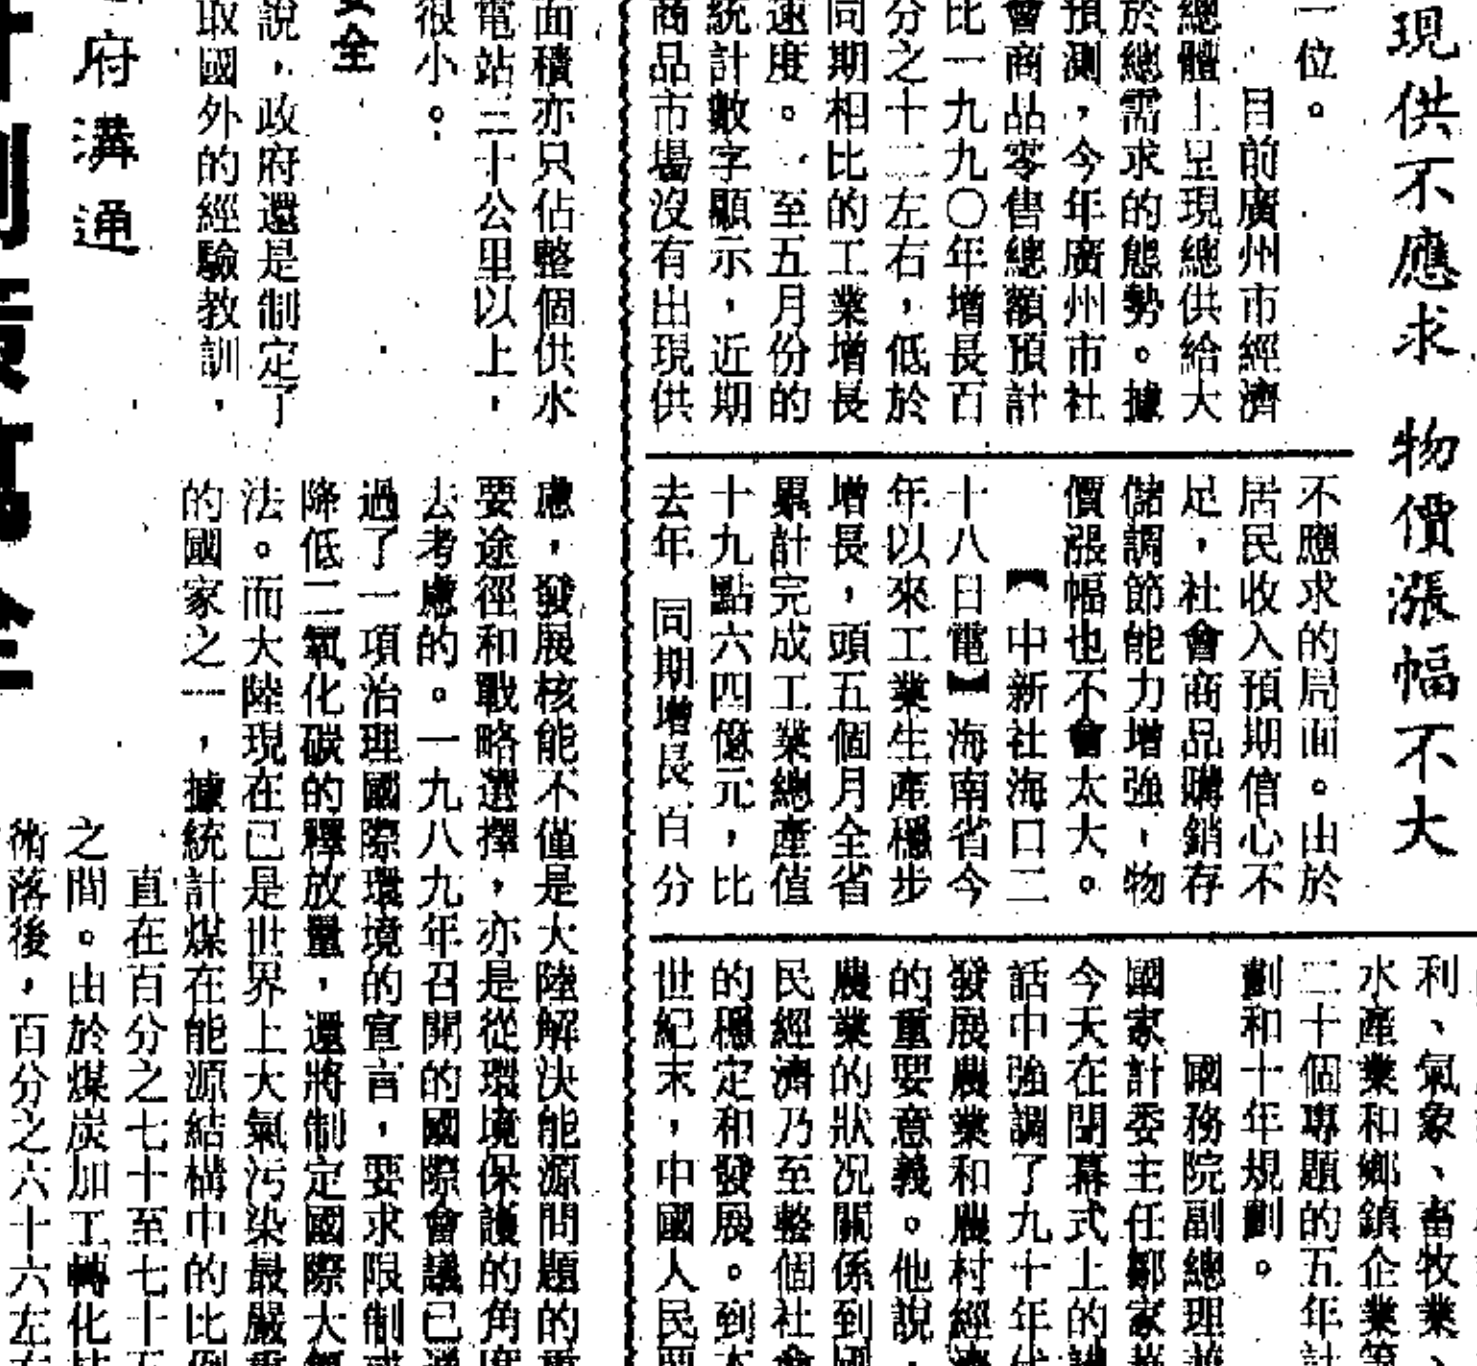 現供不應求 物價漲幅不大
一位。
目前廣州市經濟
總體上呈現總供給大
於總需求的態勢。據
預測，今年廣州市社
會商品零售總額預計
比一九九〇年增長百
分之十二左右，低於
同期相比的工業增長
速度。至五月份的
統計數字顯示，近期
商品市場沒有出現供
不應求的局面。由於
居民收入預期信心不
足，社會商品購銷存
儲調節能力增強，物
價漲幅也不會太大。
【中新社海口二
十八日電】海南省今
年以來工業生產穩步
增長，頭五個月全省
累計完成工業總產值
十九點六四億元，比
去年 同期增長百分
利、氣象、畜牧業、
水產業和鄉鎮企業等
二十個專題的五年計
劃和十年規劃。
國務院副總理兼
國家計委主任鄒家華
今天在閉幕式上的講
話中強調了九十年代
發展農業和農村經濟
的重要意義。他說，
農業的狀況關係到國
民經濟乃至整個社會
的穩定和發展。到本
世紀末，中國人民要
面積亦只佔整個供水
電站三十公里以上，
很小。
安全
說，政府還是制定了
取國外的經驗教訓，
府溝通
慮，發展核能不僅是大陸解決能源問題的重
要途徑和戰略選擇，亦是從環境保護的角度
去考慮的。一九八九年召開的國際會議已通
過了一項治理國際環境的宣言，要求限制或
降低二氧化碳的釋放量，還將制定國際大氣
法。而大陸現在已是世界上大氣污染最嚴重
的國家之一，據統計煤在能源結構中的比例
直在百分之七十至七十五
之間。由於煤炭加工轉化技
術落後，百分之六十六左右